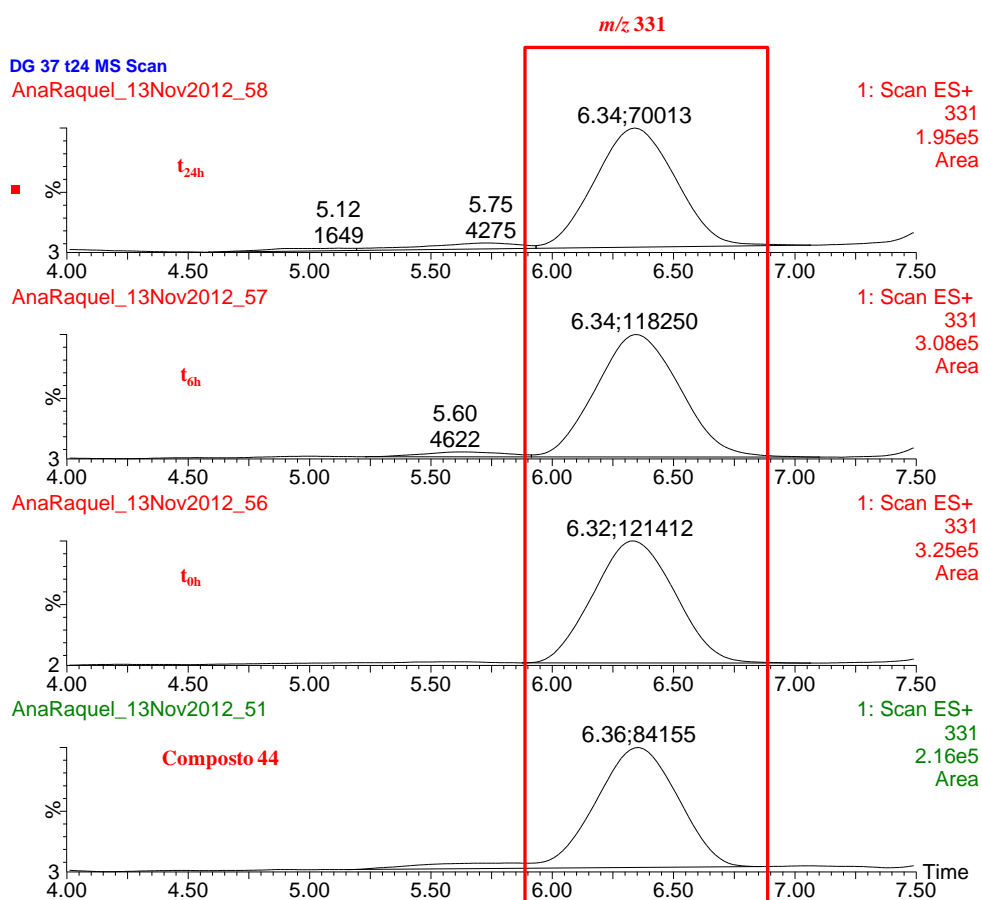 m/z 331
DG 37 t24 MS Scan
AnaRaquel_13Nov2012_58
1: Scan ES+
331
1.95e5
Area
6.34;70013
t24h
%
5.12
1649
5.75
4275
3
4.00 4.50 5.00 5.50 6.00 6.50 7.00 7.50
AnaRaquel_13Nov2012_57
1: Scan ES+
331
3.08e5
Area
6.34;118250
t6h
%
5.60
4622
3
4.00 4.50 5.00 5.50 6.00 6.50 7.00 7.50
AnaRaquel_13Nov2012_56
1: Scan ES+
331
3.25e5
Area
6.32;121412
t0h
%
2
4.00 4.50 5.00 5.50 6.00 6.50 7.00 7.50
AnaRaquel_13Nov2012_51
1: Scan ES+
331
2.16e5
Area
6.36;84155
Composto 44
%
3
Time
4.00 4.50 5.00 5.50 6.00 6.50 7.00 7.50